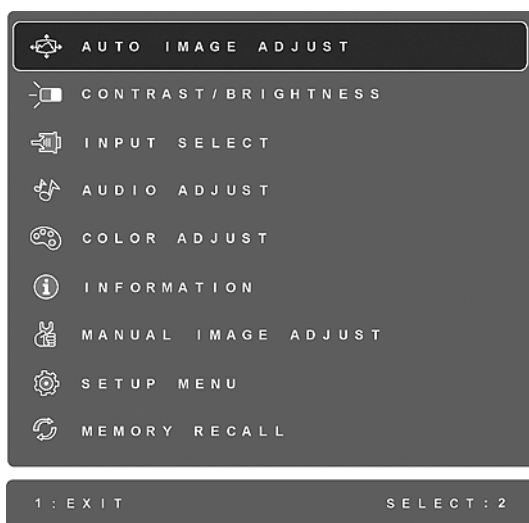 AUTO IMAGE ADJUST
CONTRAST/BRIGHTNESS
INPUT SELECT
AUDIO ADJUST
COLOR ADJUST
INFORMATION
MANUAL IMAGE ADJUST
SETUP MENU
MEMORY RECALL
1:EXIT SELECT:2